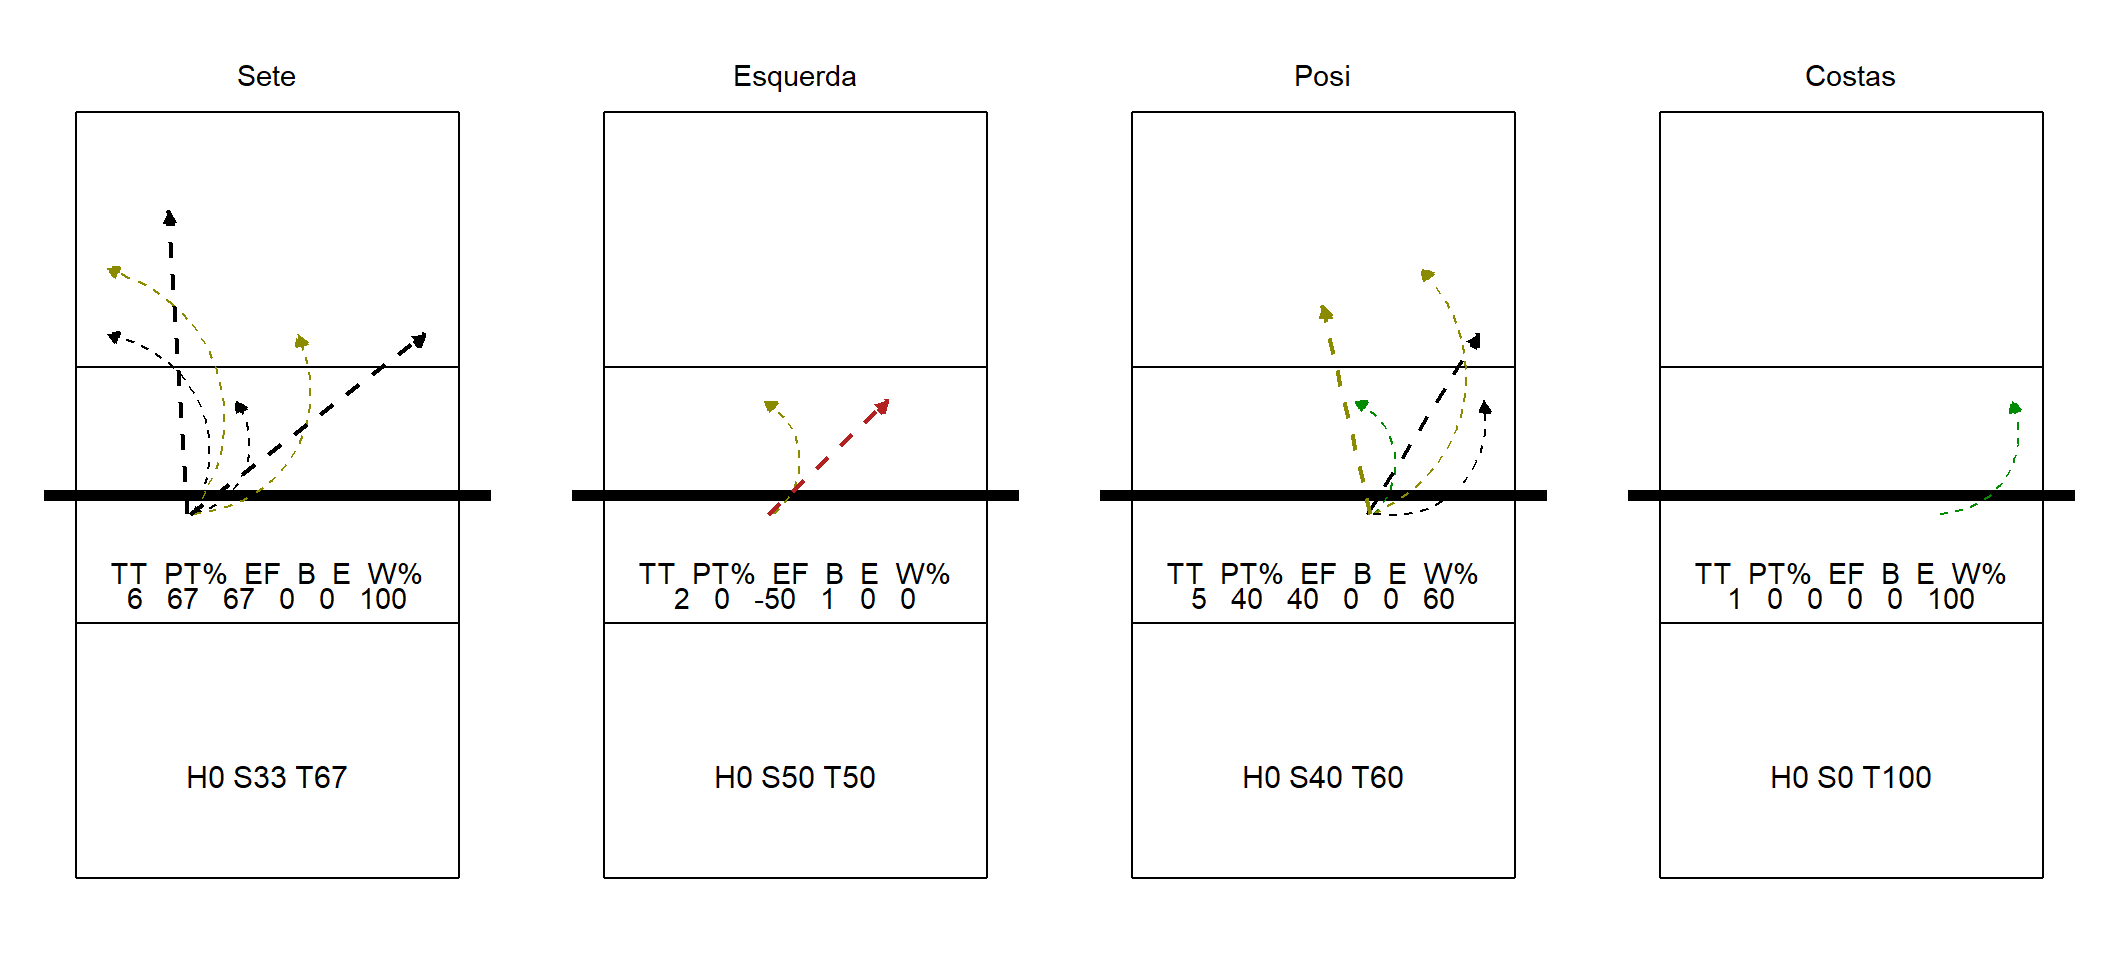 Sete
TT PT% EF B E W%
6 67 67 0 0 100
H0 S33 T67
Esquerda
TT PT% EF B E W%
2 0 -50 1 0 0
H0 S50 T50
Posi
TT PT% EF B E W%
5 40 40 0 0 60
H0 S40 T60
Costas
TT PT% EF B E W%
1 0 0 0 0 100
H0 S0 T100